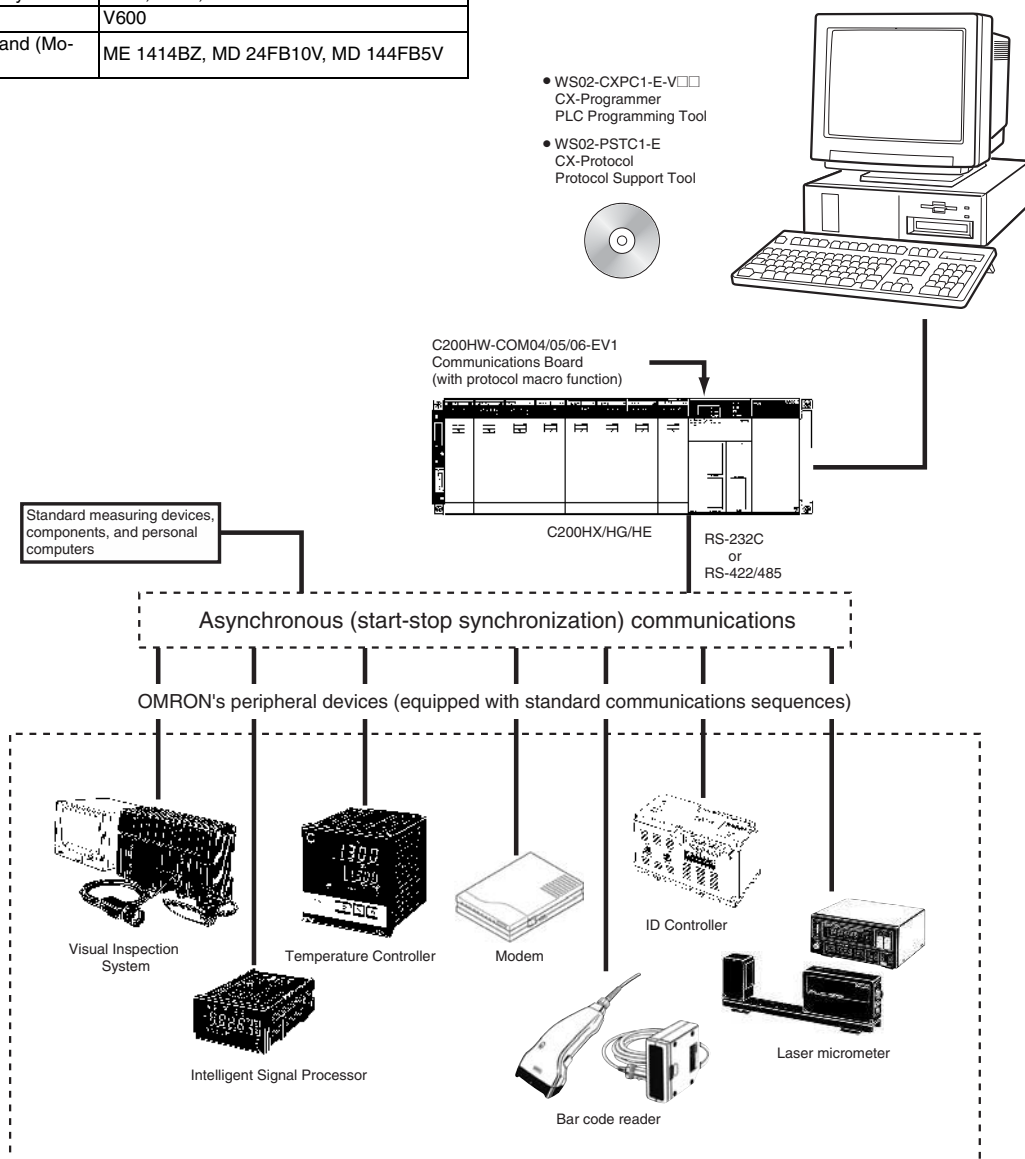 V600
and (Mo-
ME 1414BZ, MD 24FB10V, MD 144FB5V
● WS02-CXPC1-E-V□□
CX-Programmer
PLC Programming Tool
● WS02-PSTC1-E
CX-Protocol
Protocol Support Tool
C200HW-COM04/05/06-EV1
Communications Board
(with protocol macro function)
C200HX/HG/HE
RS-232C
or
RS-422/485
Standard measuring devices,
components, and personal
computers
Asynchronous (start-stop synchronization) communications
OMRON's peripheral devices (equipped with standard communications sequences)
Visual Inspection
System
Temperature Controller
Modem
ID Controller
Intelligent Signal Processor
Laser micrometer
Bar code reader